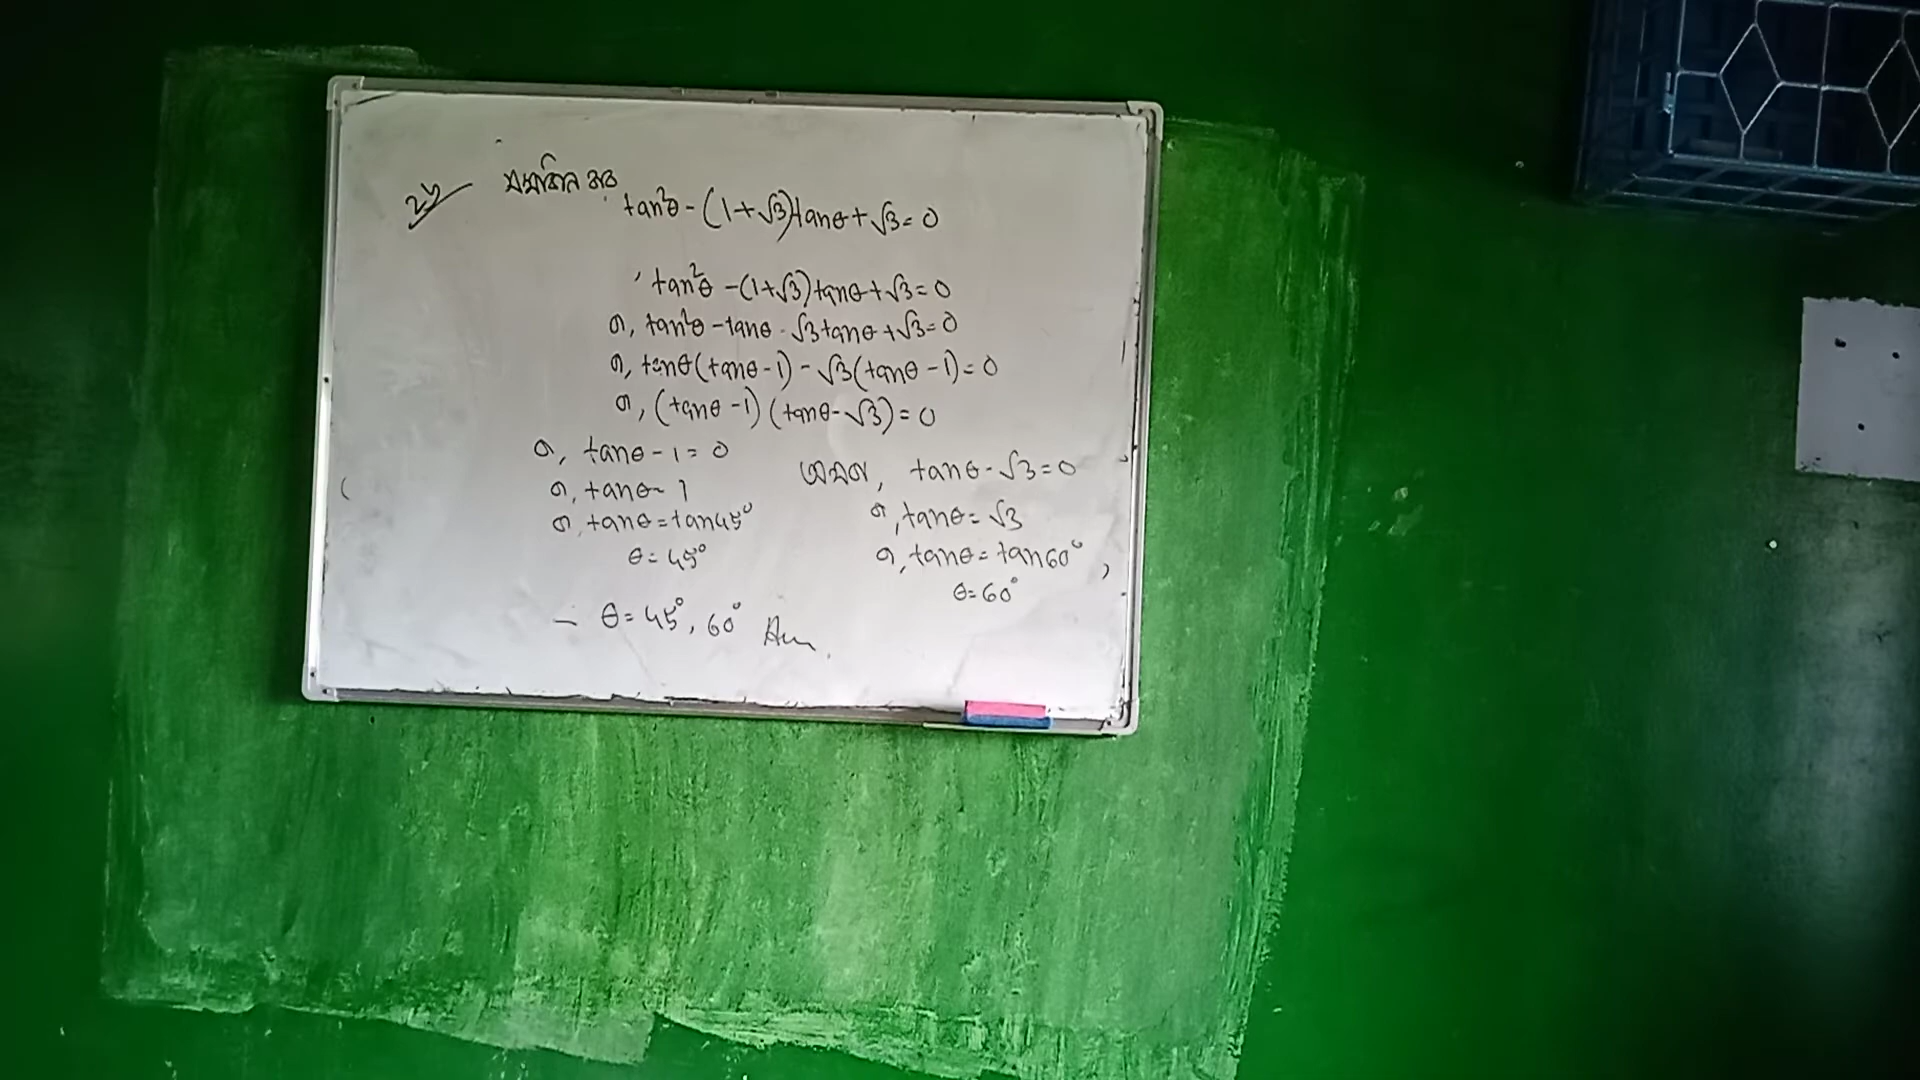 ২৬ সমাধান কর
tan²θ - (1+√3)tanθ + √3 = 0
tan²θ - (1+√3)tanθ + √3 = 0
বা, tan²θ - tanθ - √3tanθ + √3 = 0
বা, tanθ(tanθ - 1) - √3(tanθ - 1) = 0
বা, (tanθ - 1)(tanθ - √3) = 0
বা, tanθ - 1 = 0
বা, tanθ = 1
বা, tanθ = tan45°
θ = 45°
অথবা, tanθ - √3 = 0
বা, tanθ = √3
বা, tanθ = tan60°
θ = 60°
θ = 45°, 60° Ans